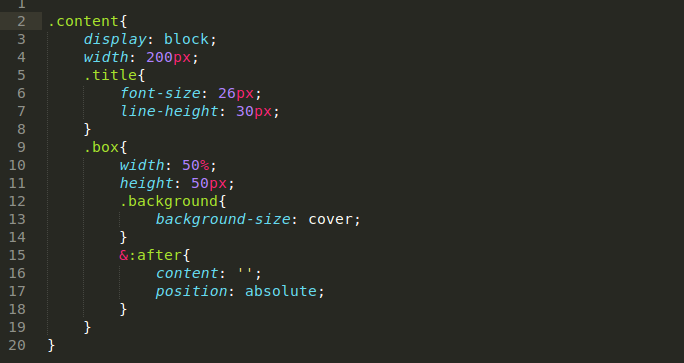 1
2 .content{
3     display: block;
4     width: 200px;
5     .title{
6         font-size: 26px;
7         line-height: 30px;
8     }
9     .box{
10         width: 50%;
11         height: 50px;
12         .background{
13             background-size: cover;
14         }
15         &:after{
16             content: '';
17             position: absolute;
18         }
19     }
20 }